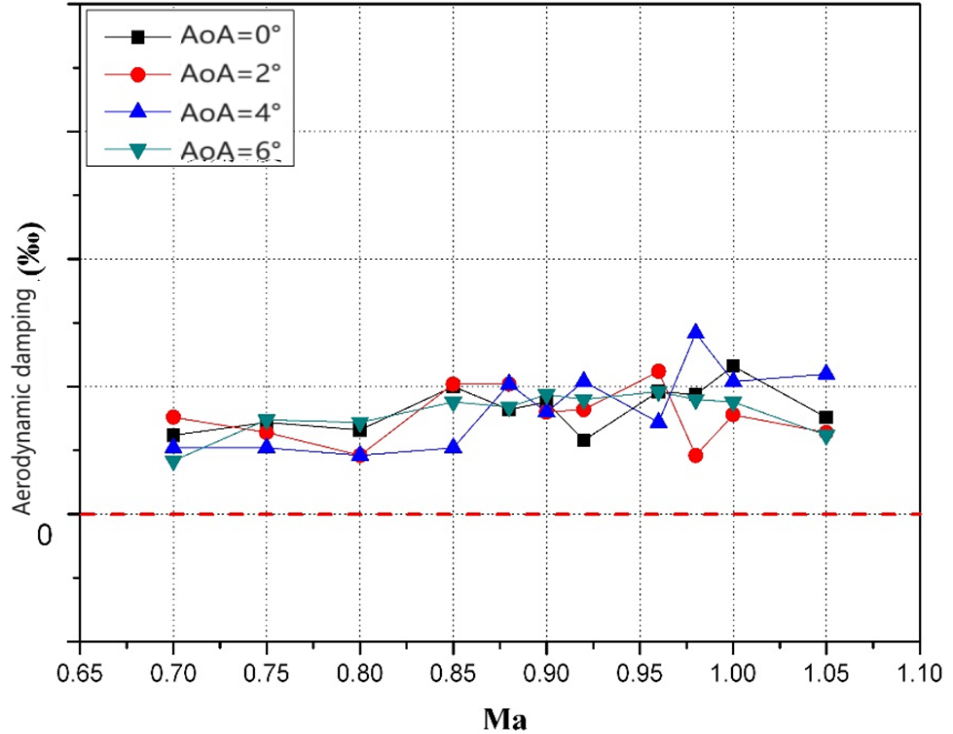 AoA=0°
AoA=2°
AoA=4°
AoA=6°
Aerodynamic damping (‰)
0
0.65 0.70 0.75 0.80 0.85 0.90 0.95 1.00 1.05 1.10
Ma